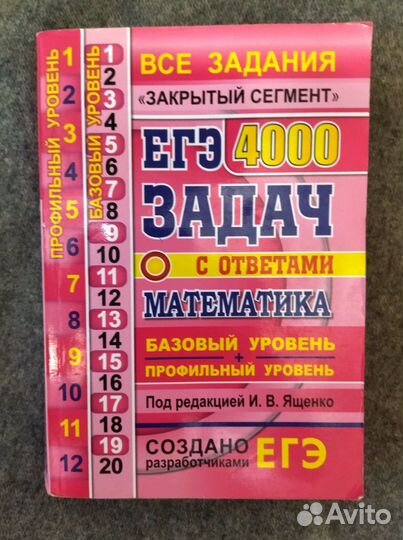 ПРОФИЛЬНЫЙ УРОВЕНЬ
1
2
3
4
5
6
7
8
9
10
11
12
БАЗОВЫЙ УРОВЕНЬ
1
2
3
4
5
6
7
8
9
10
11
12
13
14
15
16
17
18
19
20
ВСЕ ЗАДАНИЯ
«ЗАКРЫТЫЙ СЕГМЕНТ»
ЕГЭ 4000
ЗАДАЧ
С ОТВЕТАМИ
МАТЕМАТИКА
БАЗОВЫЙ УРОВЕНЬ
+
ПРОФИЛЬНЫЙ УРОВЕНЬ
Под редакцией И. В. Ященко
СОЗДАНО
разработчиками ЕГЭ
Avito